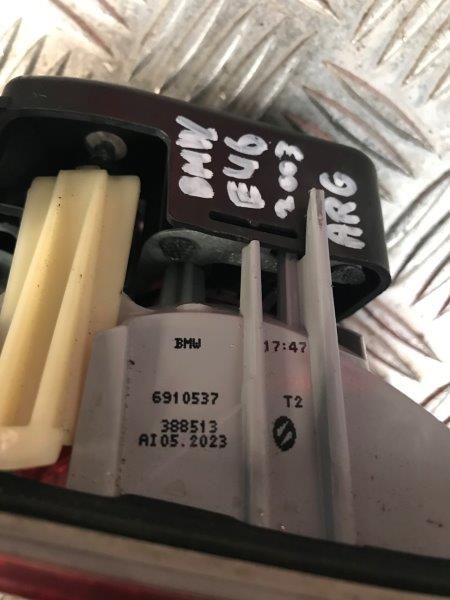 BMW
E46
2003
ARG
BMW 17:47
6910537 T2
388513
AI05.2023